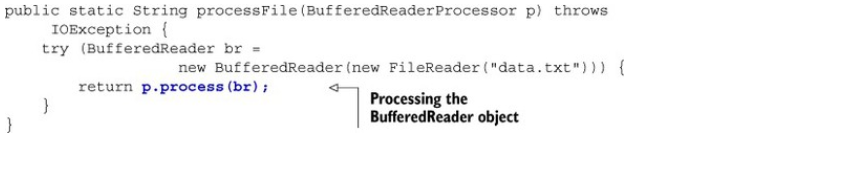 public static String processFile(BufferedReaderProcessor p) throws
IOException {
try (BufferedReader br =
new BufferedReader(new FileReader("data.txt"))) {
return p.process(br);
}
}
Processing the
BufferedReader object